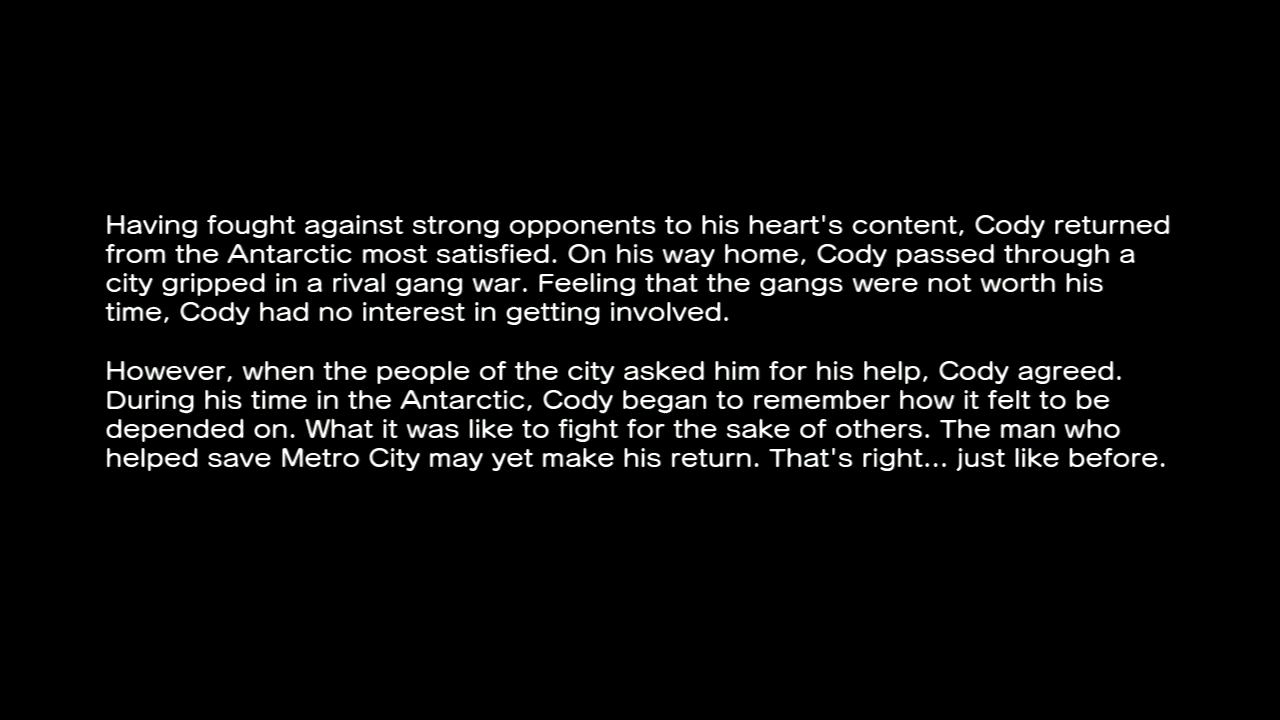 Having fought against strong opponents to his heart's content, Cody returned
from the Antarctic most satisfied. On his way home, Cody passed through a
city gripped in a rival gang war. Feeling that the gangs were not worth his
time, Cody had no interest in getting involved.
However, when the people of the city asked him for his help, Cody agreed.
During his time in the Antarctic, Cody began to remember how it felt to be
depended on. What it was like to fight for the sake of others. The man who
helped save Metro City may yet make his return. That's right... just like before.